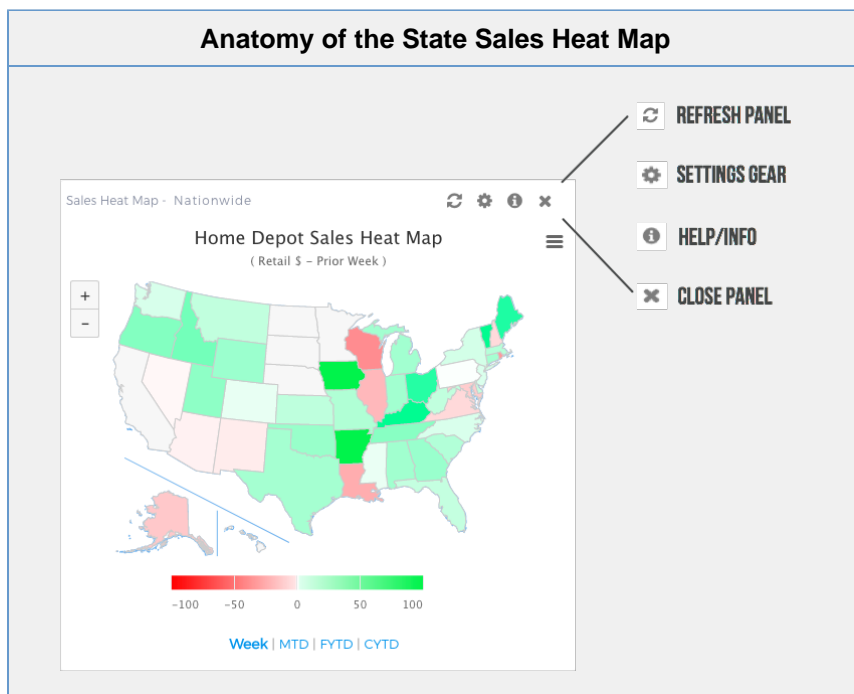 Anatomy of the State Sales Heat Map
REFRESH PANEL
SETTINGS GEAR
HELP/INFO
CLOSE PANEL
Sales Heat Map - Nationwide
Home Depot Sales Heat Map
( Retail $ – Prior Week )
+
-
-100 -50 0 50 100
Week | MTD | FYTD | CYTD